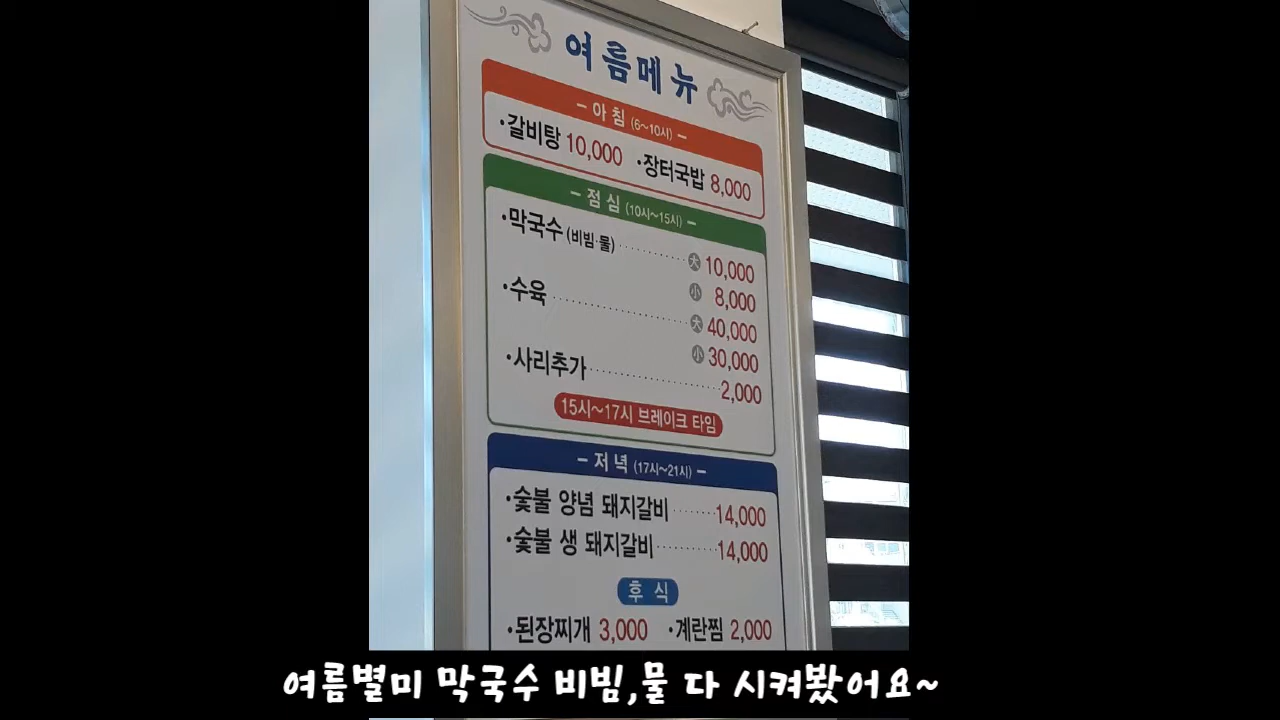 여름메뉴
- 아 침 (6~10시) -
·갈비탕 10,000 ·장터국밥 8,000
- 점 심 (10시~15시) -
·막국수 (비빔·물) 大 10,000
小 8,000
·수육 大 40,000
小 30,000
·사리추가 2,000
15시~17시 브레이크 타임
- 저 녁 (17시~21시) -
·숯불 양념 돼지갈비 14,000
·숯불 생 돼지갈비 14,000
후 식
·된장찌개 3,000 ·계란찜 2,000
여름별미 막국수 비빔,물 다 시켜봤어요~